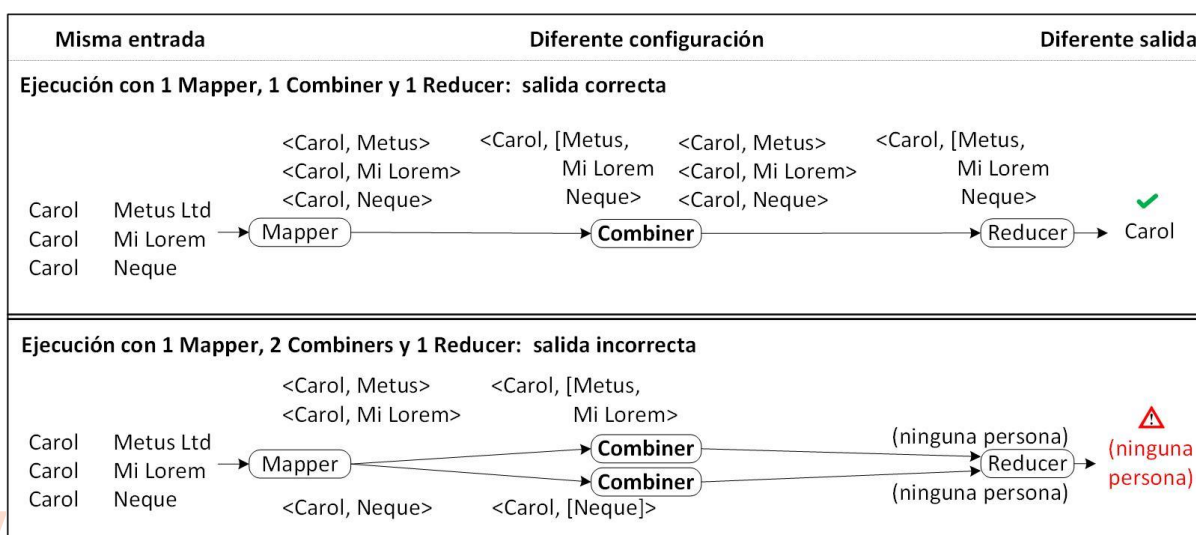 Misma entrada Diferente configuración Diferente salida
Ejecución con 1 Mapper, 1 Combiner y 1 Reducer: salida correcta
<Carol, Metus> <Carol, [Metus, <Carol, Metus> <Carol, [Metus,
<Carol, Mi Lorem> Mi Lorem <Carol, Mi Lorem> Mi Lorem
<Carol, Neque> Neque> <Carol, Neque> Neque>
Carol Metus Ltd
Carol Mi Lorem Mapper Combiner Reducer Carol
Carol Neque
Ejecución con 1 Mapper, 2 Combiners y 1 Reducer: salida incorrecta
<Carol, Metus> <Carol, [Metus,
<Carol, Mi Lorem> Mi Lorem>
Carol Metus Ltd Combiner (ninguna persona)
Carol Mi Lorem Mapper Reducer (ninguna
persona)
Carol Neque Combiner (ninguna persona)
<Carol, Neque> <Carol, [Neque]>